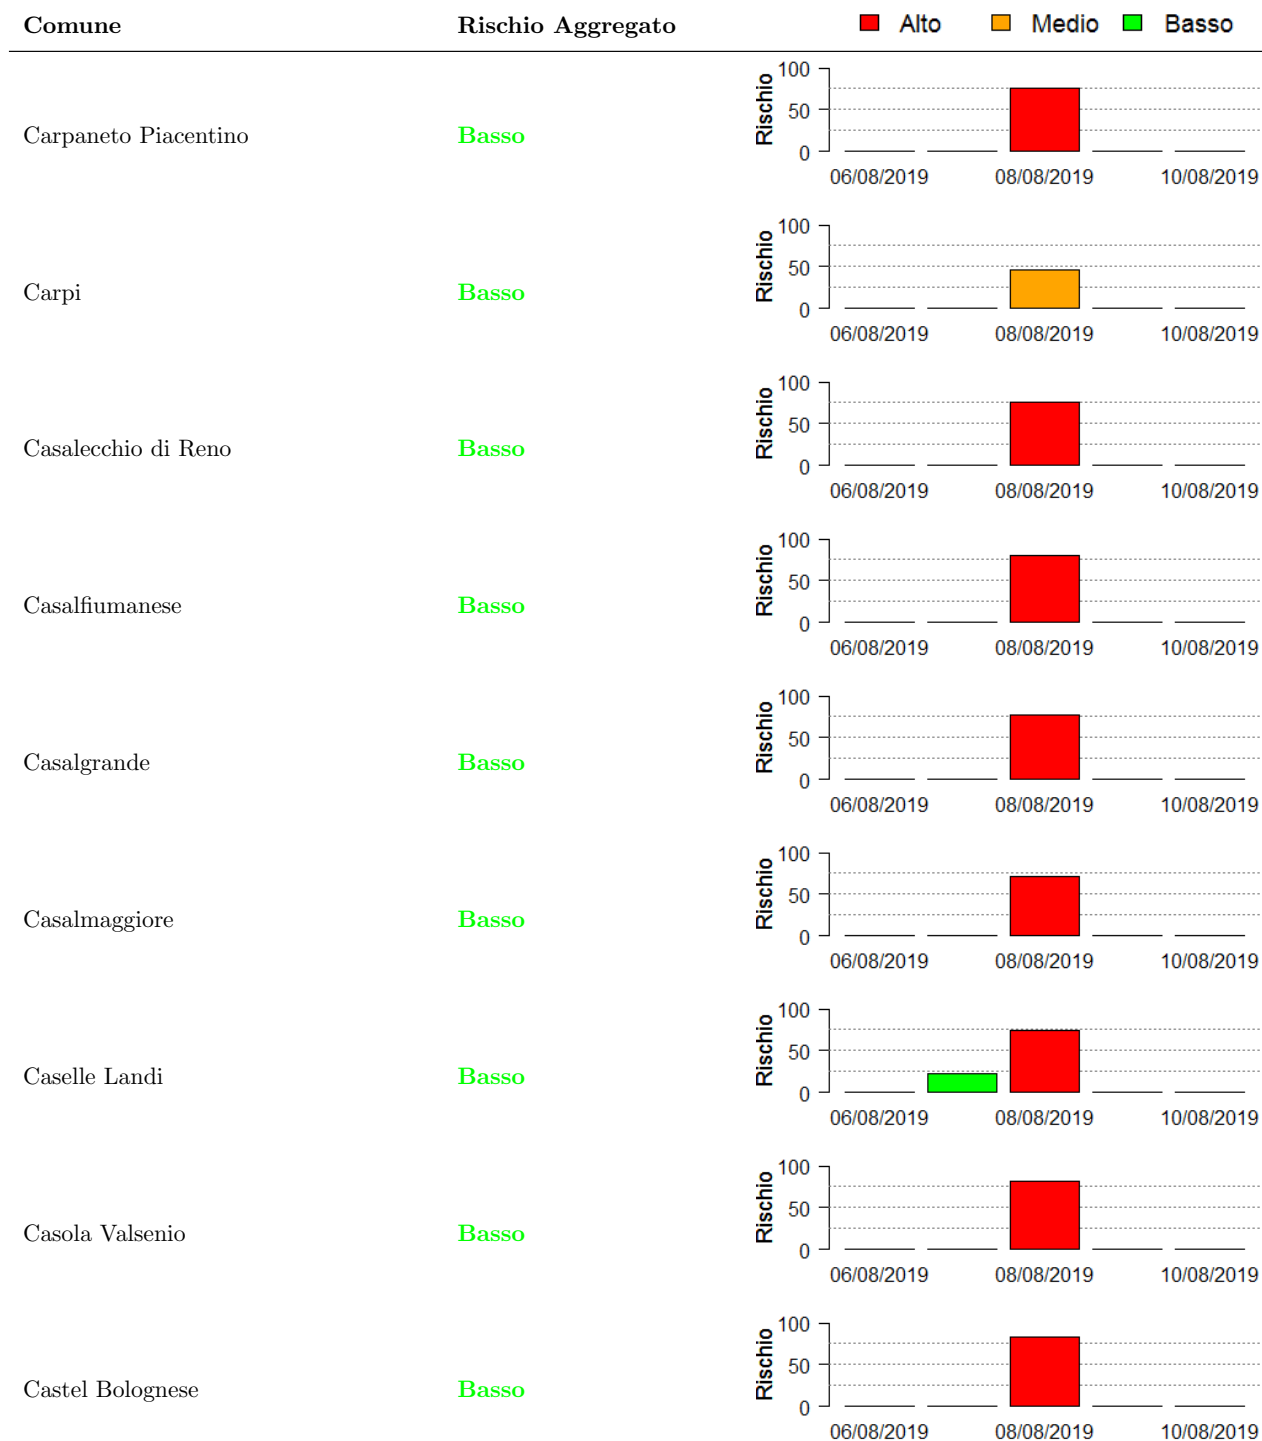 Comune Rischio Aggregato Alto Medio Basso
Carpaneto Piacentino Basso
Rischio
100
50
0
06/08/2019 08/08/2019 10/08/2019
Carpi Basso
Rischio
100
50
0
06/08/2019 08/08/2019 10/08/2019
Casalecchio di Reno Basso
Rischio
100
50
0
06/08/2019 08/08/2019 10/08/2019
Casalfiumanese Basso
Rischio
100
50
0
06/08/2019 08/08/2019 10/08/2019
Casalgrande Basso
Rischio
100
50
0
06/08/2019 08/08/2019 10/08/2019
Casalmaggiore Basso
Rischio
100
50
0
06/08/2019 08/08/2019 10/08/2019
Caselle Landi Basso
Rischio
100
50
0
06/08/2019 08/08/2019 10/08/2019
Casola Valsenio Basso
Rischio
100
50
0
06/08/2019 08/08/2019 10/08/2019
Castel Bolognese Basso
Rischio
100
50
0
06/08/2019 08/08/2019 10/08/2019